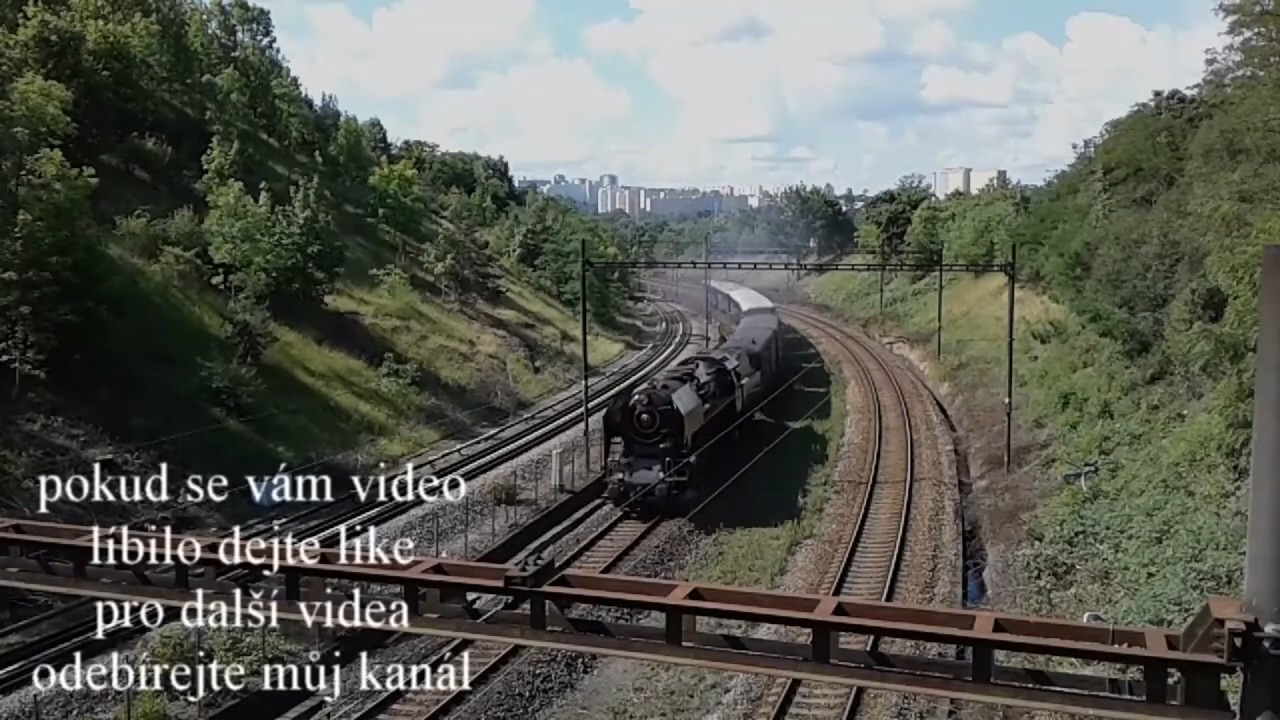 pokud se vám video
líbilo dejte like
pro další videa
odebírejte můj kanál